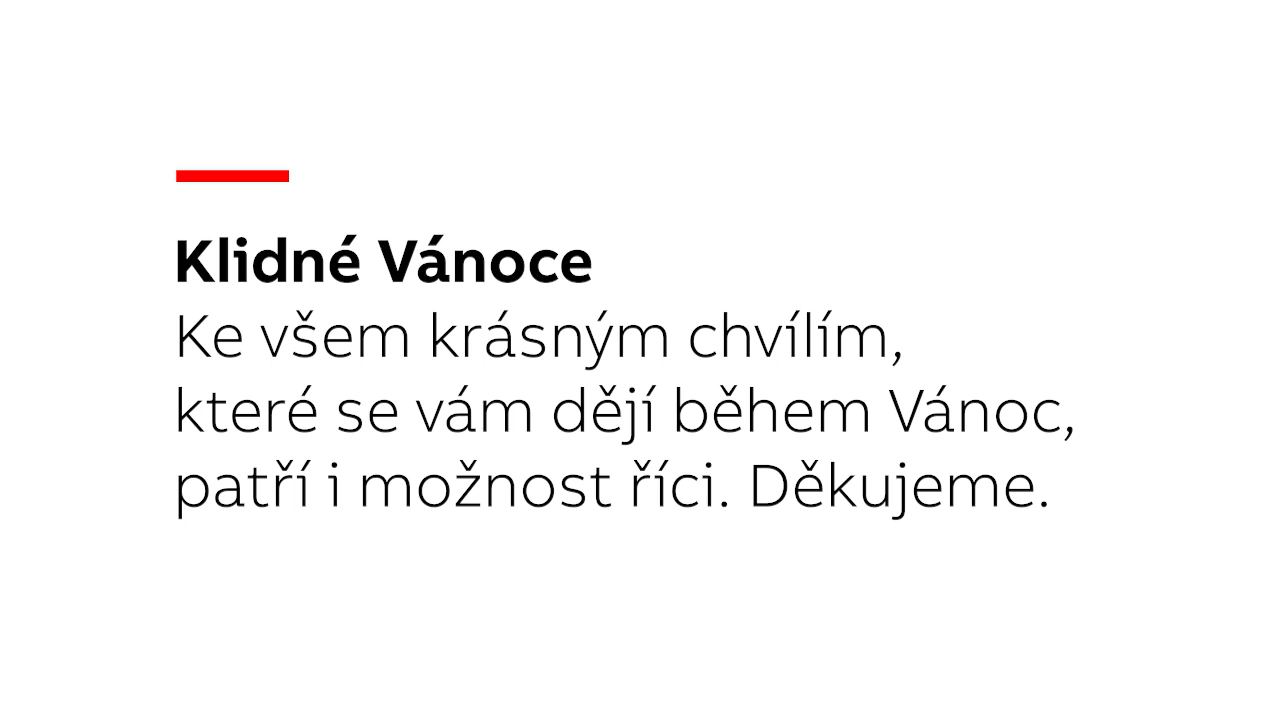 Klidné Vánoce
Ke všem krásným chvílím,
které se vám dějí během Vánoc,
patří i možnost říci. Děkujeme.